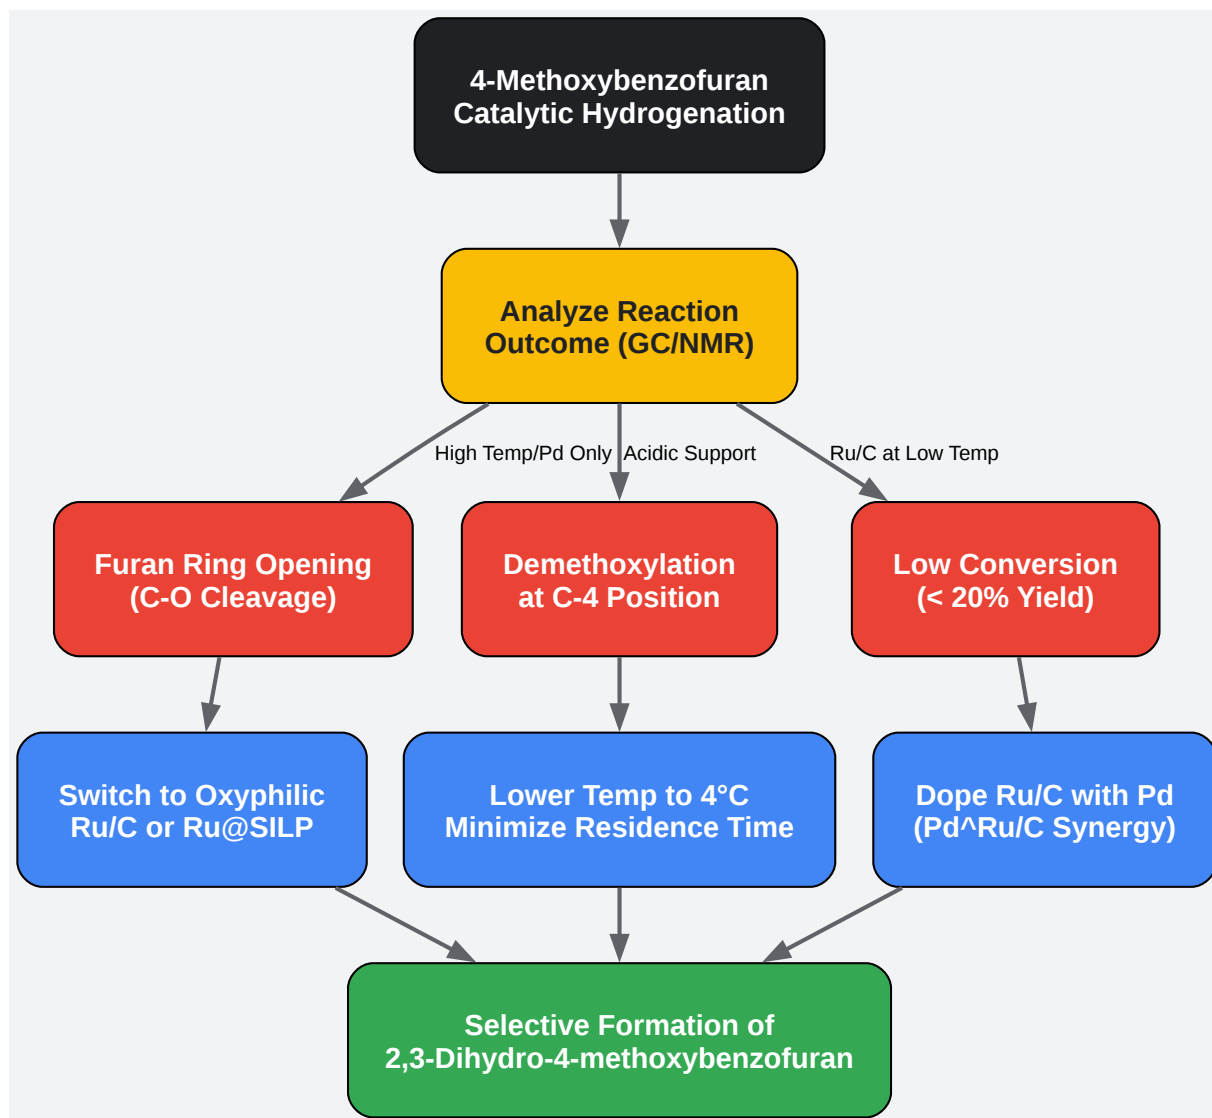 4-Methoxybenzofuran
Catalytic Hydrogenation
Analyze Reaction
Outcome (GC/NMR)
High Temp/Pd Only
Acidic Support
Ru/C at Low Temp
Furan Ring Opening
(C-O Cleavage)
Demethoxylation
at C-4 Position
Low Conversion
(< 20% Yield)
Switch to Oxyphilic
Ru/C or Ru@SILP
Lower Temp to 4°C
Minimize Residence Time
Dope Ru/C with Pd
(Pd^Ru/C Synergy)
Selective Formation of
2,3-Dihydro-4-methoxybenzofuran